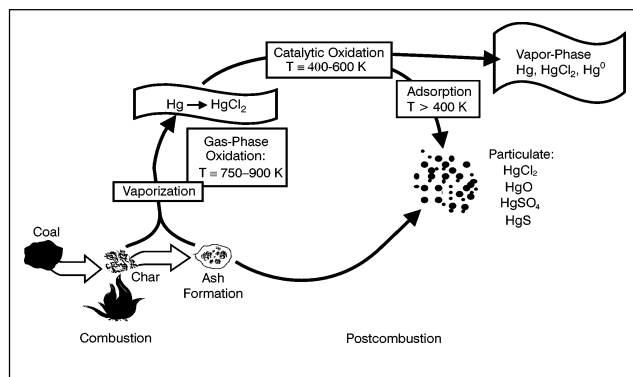 Catalytic Oxidation
T = 400-600 K
Vapor-Phase
Hg, HgCl₂, Hg⁰
Adsorption
T > 400 K
Hg → HgCl₂
Gas-Phase
Oxidation:
T = 750–900 K
Particulate:
HgCl₂
HgO
HgSO₄
HgS
Vaporization
Coal
Char
Ash
Formation
Combustion
Postcombustion